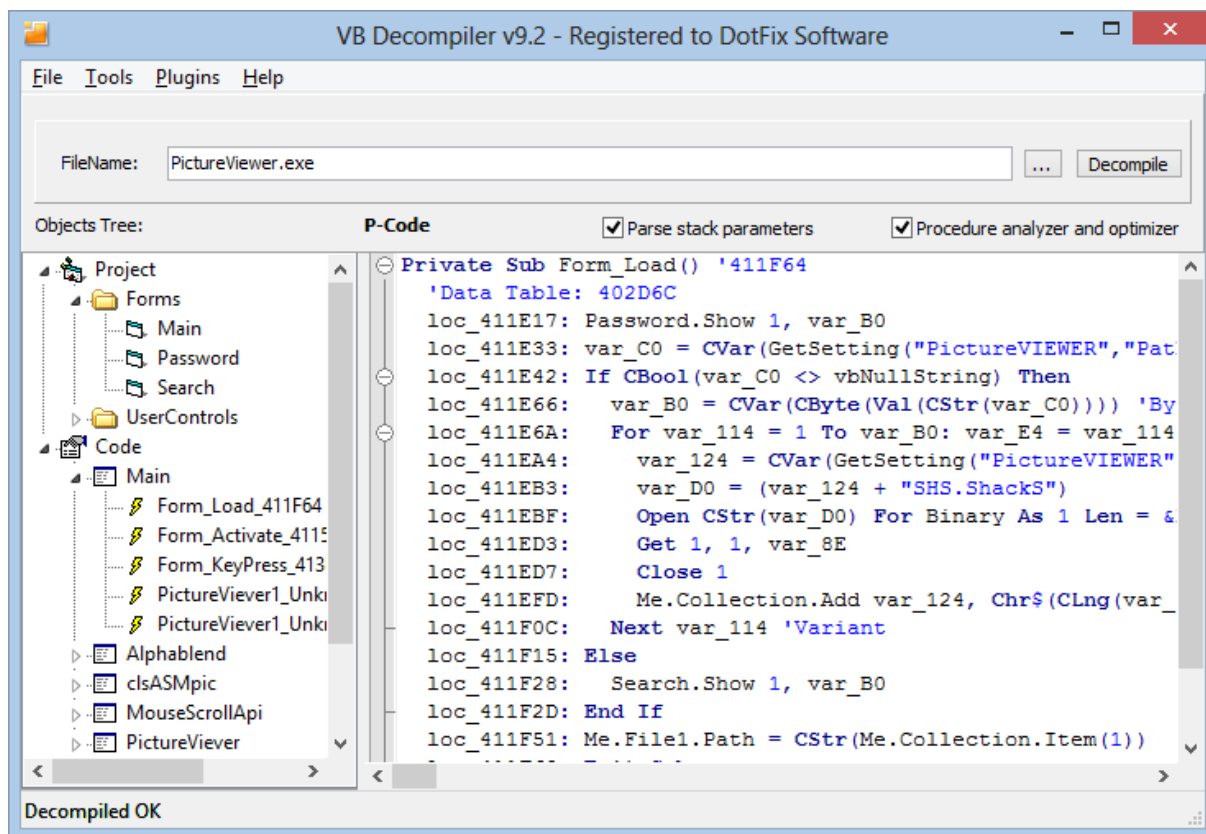 VB Decompiler v9.2 - Registered to DotFix Software
File Tools Plugins Help
FileName: PictureViewer.exe ... Decompile
Objects Tree: P-Code Parse stack parameters Procedure analyzer and optimizer
Project
Forms
Main
Password
Search
UserControls
Code
Main
Form_Load_411F64
Form_Activate_4115
Form_KeyPress_413
PictureViever1_Unkn
PictureViever1_Unkn
Alphablend
clsASMpic
MouseScrollApi
PictureViever
Private Sub Form_Load() '411F64
'Data Table: 402D6C
loc_411E17: Password.Show 1, var_B0
loc_411E33: var_C0 = CVar(GetSetting("PictureVIEWER","Pat
loc_411E42: If CBool(var_C0 <> vbNullString) Then
loc_411E66: var_B0 = CVar(CByte(Val(CStr(var_C0)))) 'By
loc_411E6A: For var_114 = 1 To var_B0: var_E4 = var_114
loc_411EA4: var_124 = CVar(GetSetting("PictureVIEWER"
loc_411EB3: var_D0 = (var_124 + "SHS.ShackS")
loc_411EBF: Open CStr(var_D0) For Binary As 1 Len = &
loc_411ED3: Get 1, 1, var_8E
loc_411ED7: Close 1
loc_411EFD: Me.Collection.Add var_124, Chr$(CLng(var_
loc_411F0C: Next var_114 'Variant
loc_411F15: Else
loc_411F28: Search.Show 1, var_B0
loc_411F2D: End If
loc_411F51: Me.File1.Path = CStr(Me.Collection.Item(1))
Decompiled OK